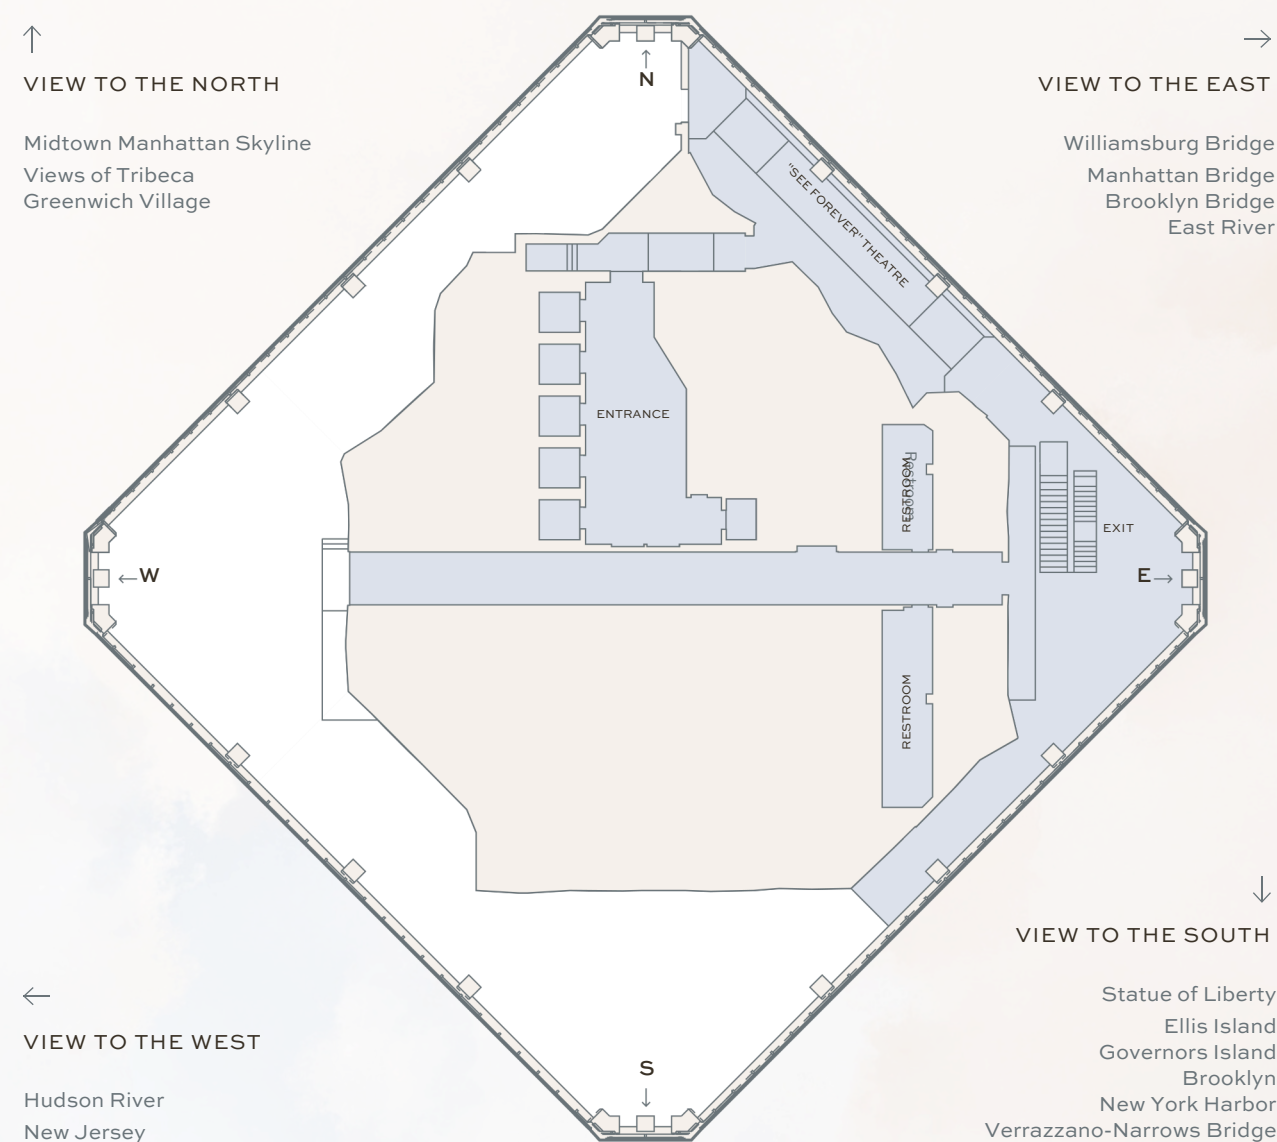 VIEW TO THE NORTH
Midtown Manhattan Skyline
Views of Tribeca
Greenwich Village
VIEW TO THE EAST
Williamsburg Bridge
Manhattan Bridge
Brooklyn Bridge
East River
N
"SEE FOREVER" THEATRE
ENTRANCE
RESTROOM
Restroom
EXIT
W
E
RESTROOM
S
VIEW TO THE WEST
Hudson River
New Jersey
VIEW TO THE SOUTH
Statue of Liberty
Ellis Island
Governors Island
Brooklyn
New York Harbor
Verrazzano-Narrows Bridge